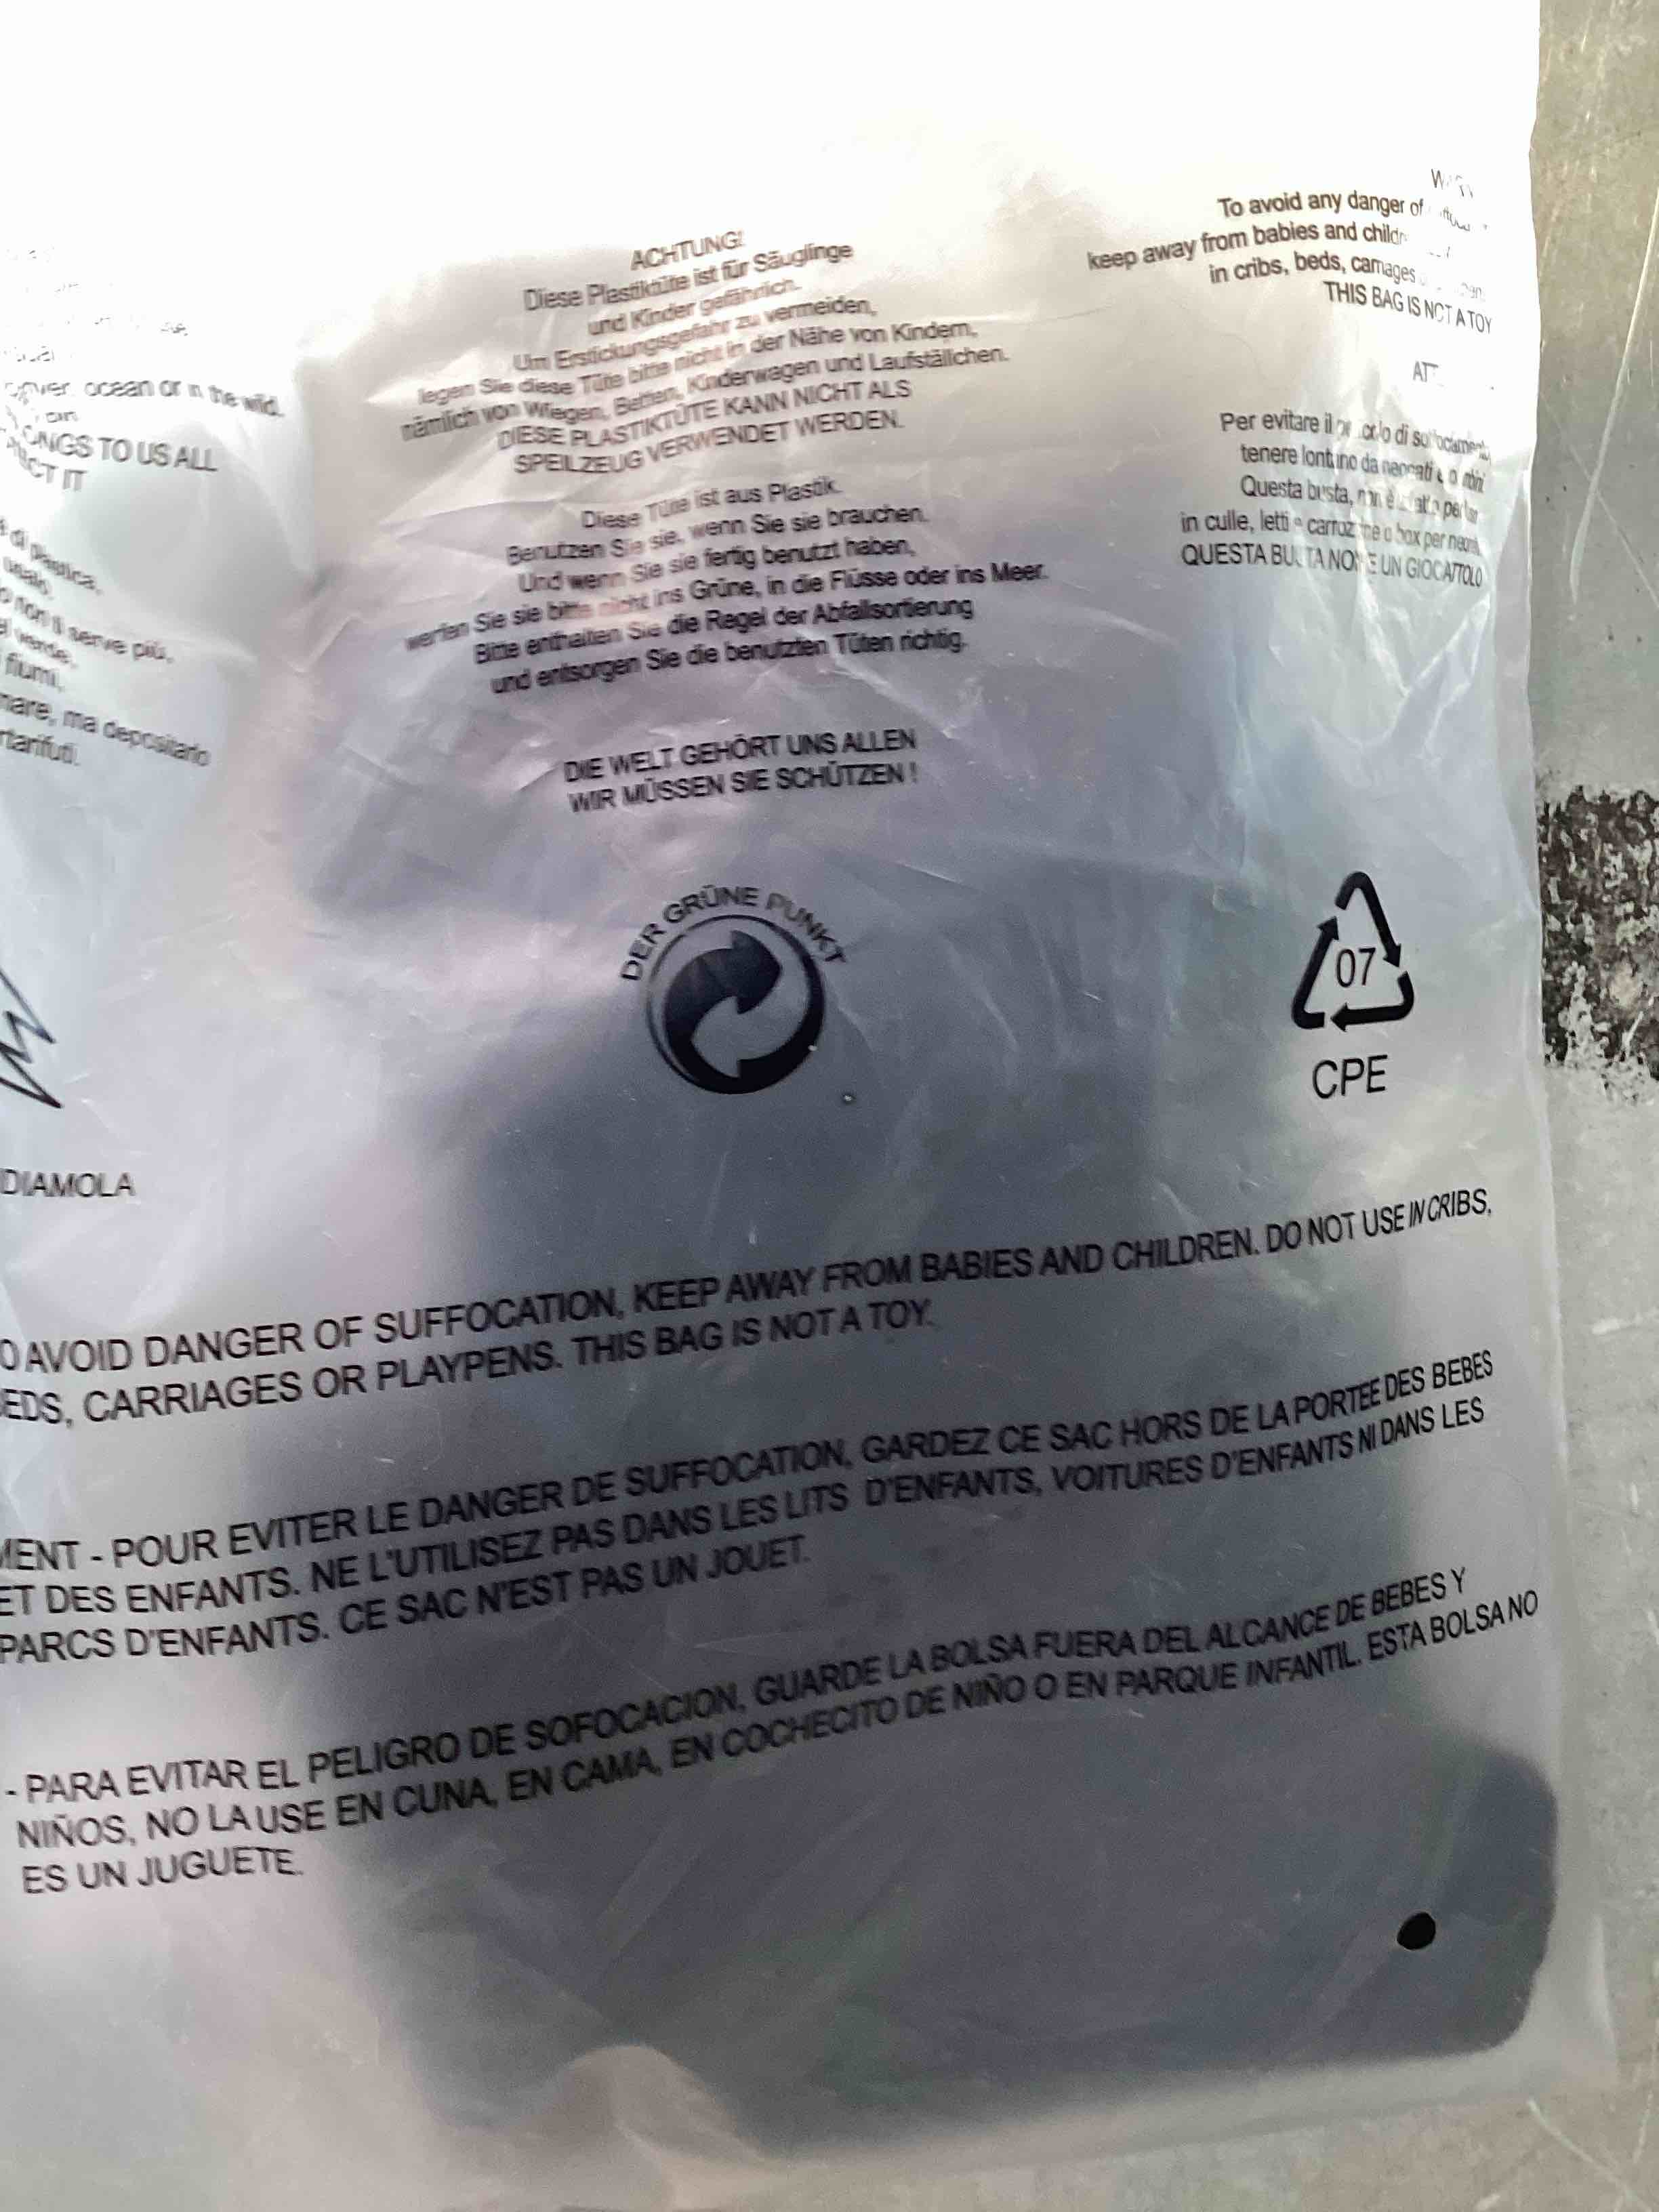 ocean or in the wild.
TO US ALL
IT
di plastica,
non ti serve più,
fiumi,
mare, ma depositarlo
DIAMOLA
ACHTUNG!
Diese Plastiktüte ist für Säuglinge
und Kinder gefährlich.
Um Erstickungsgefahr zu vermeiden,
legen Sie diese Tüte bitte nicht in der Nähe von Kindern,
nämlich von Wiegen, Betten, Kinderwagen und Laufställchen.
DIESE PLASTIKTÜTE KANN NICHT ALS
SPEILZEUG VERWENDET WERDEN.
Diese Tüte ist aus Plastik.
Benutzen Sie sie, wenn Sie sie brauchen.
Und wenn Sie sie fertig benutzt haben,
werfen Sie sie bitte nicht ins Grüne, in die Flüsse oder ins Meer.
Bitte enthalten Sie die Regel der Abfallsortierung
und entsorgen Sie die benutzten Tüten richtig.
DIE WELT GEHÖRT UNS ALLEN
WIR MÜSSEN SIE SCHÜTZEN !
DER GRÜNE PUNKT
To avoid any danger of
keep away from babies and
in cribs, beds,
THIS BAG IS NOT A TOY
Per evitare il di
tenere da
Questa busta,
in culle, o box per
QUESTA UN GIOCATTOLO
07
CPE
O AVOID DANGER OF SUFFOCATION, KEEP AWAY FROM BABIES AND CHILDREN. DO NOT USE IN CRIBS,
EDS, CARRIAGES OR PLAYPENS. THIS BAG IS NOT A TOY.
MENT - POUR EVITER LE DANGER DE SUFFOCATION, GARDEZ CE SAC HORS DE LA PORTEE DES BEBES
ET DES ENFANTS. NE L'UTILISEZ PAS DANS LES LITS D'ENFANTS, VOITURES D'ENFANTS NI DANS LES
PARCS D'ENFANTS. CE SAC N'EST PAS UN JOUET.
- PARA EVITAR EL PELIGRO DE SOFOCACION, GUARDE LA BOLSA FUERA DEL ALCANCE DE BEBES Y
NIÑOS, NO LA USE EN CUNA, EN CAMA, EN COCHECITO DE NIÑO O EN PARQUE INFANTIL. ESTA BOLSA NO
ES UN JUGUETE.